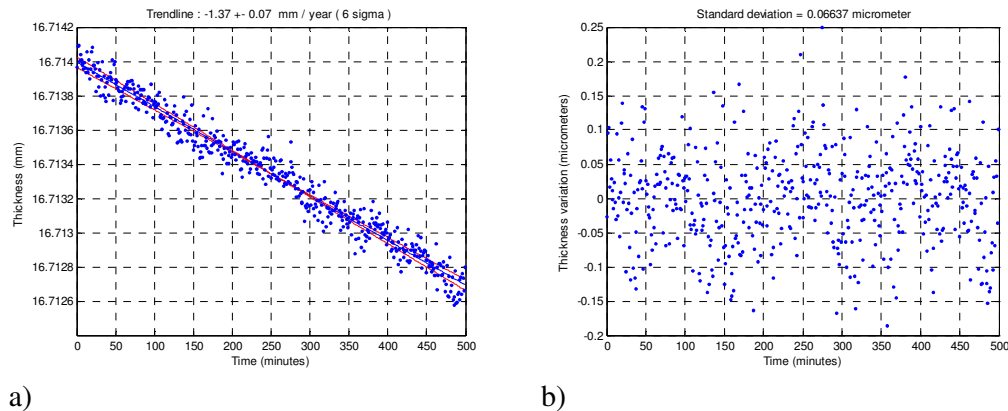 Trendline : -1.37 +- 0.07 mm / year ( 6 sigma )
16.7142
16.714
16.7138
16.7136
16.7134
16.7132
16.713
16.7128
16.7126
Thickness (mm)
0 50 100 150 200 250 300 350 400 450 500
Time (minutes)
a)
Standard deviation = 0.06637 micrometer
0.25
0.2
0.15
0.1
0.05
0
-0.05
-0.1
-0.15
-0.2
Thickness variation (micrometers)
0 50 100 150 200 250 300 350 400 450 500
Time (minutes)
b)